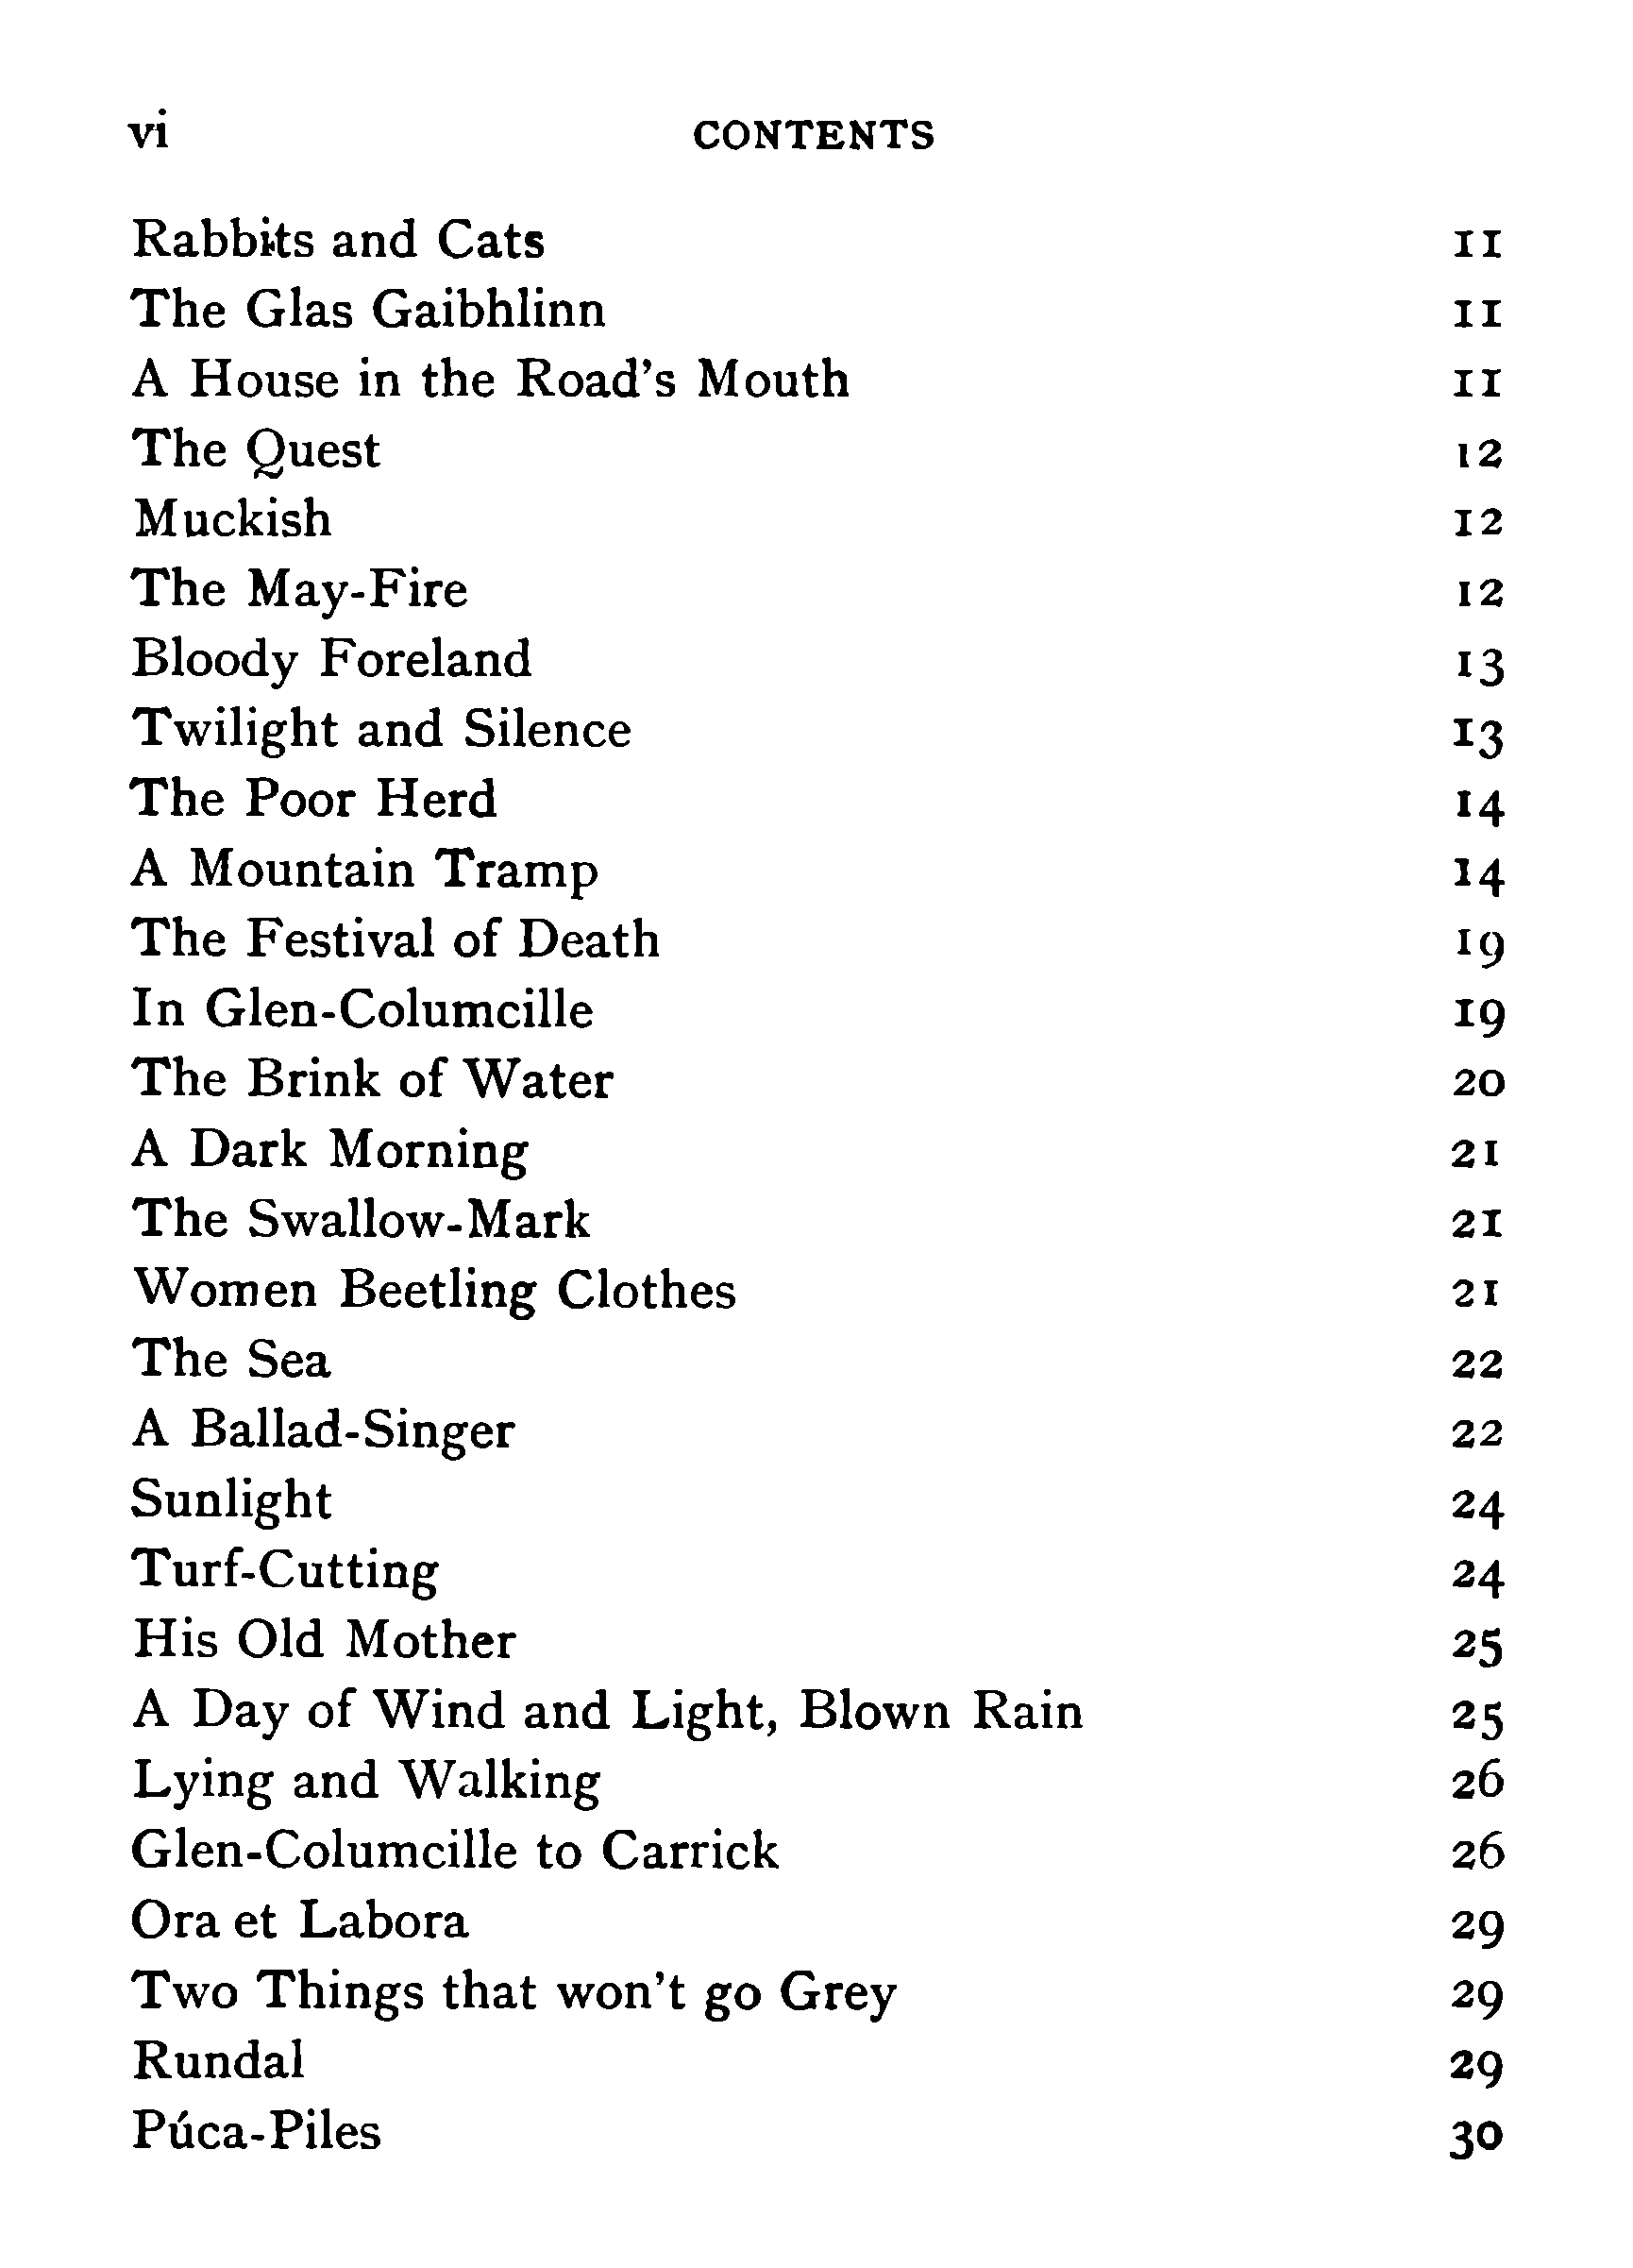 vi CONTENTS
Rabbits and Cats 11
The Glas Gaibhlinn 11
A House in the Road's Mouth 11
The Quest 12
Muckish 12
The May-Fire 12
Bloody Foreland 13
Twilight and Silence 13
The Poor Herd 14
A Mountain Tramp 14
The Festival of Death 19
In Glen-Columcille 19
The Brink of Water 20
A Dark Morning 21
The Swallow-Mark 21
Women Beetling Clothes 21
The Sea 22
A Ballad-Singer 22
Sunlight 24
Turf-Cutting 24
His Old Mother 25
A Day of Wind and Light, Blown Rain 25
Lying and Walking 26
Glen-Columcille to Carrick 26
Ora et Labora 29
Two Things that won't go Grey 29
Rundal 29
Púca-Piles 30